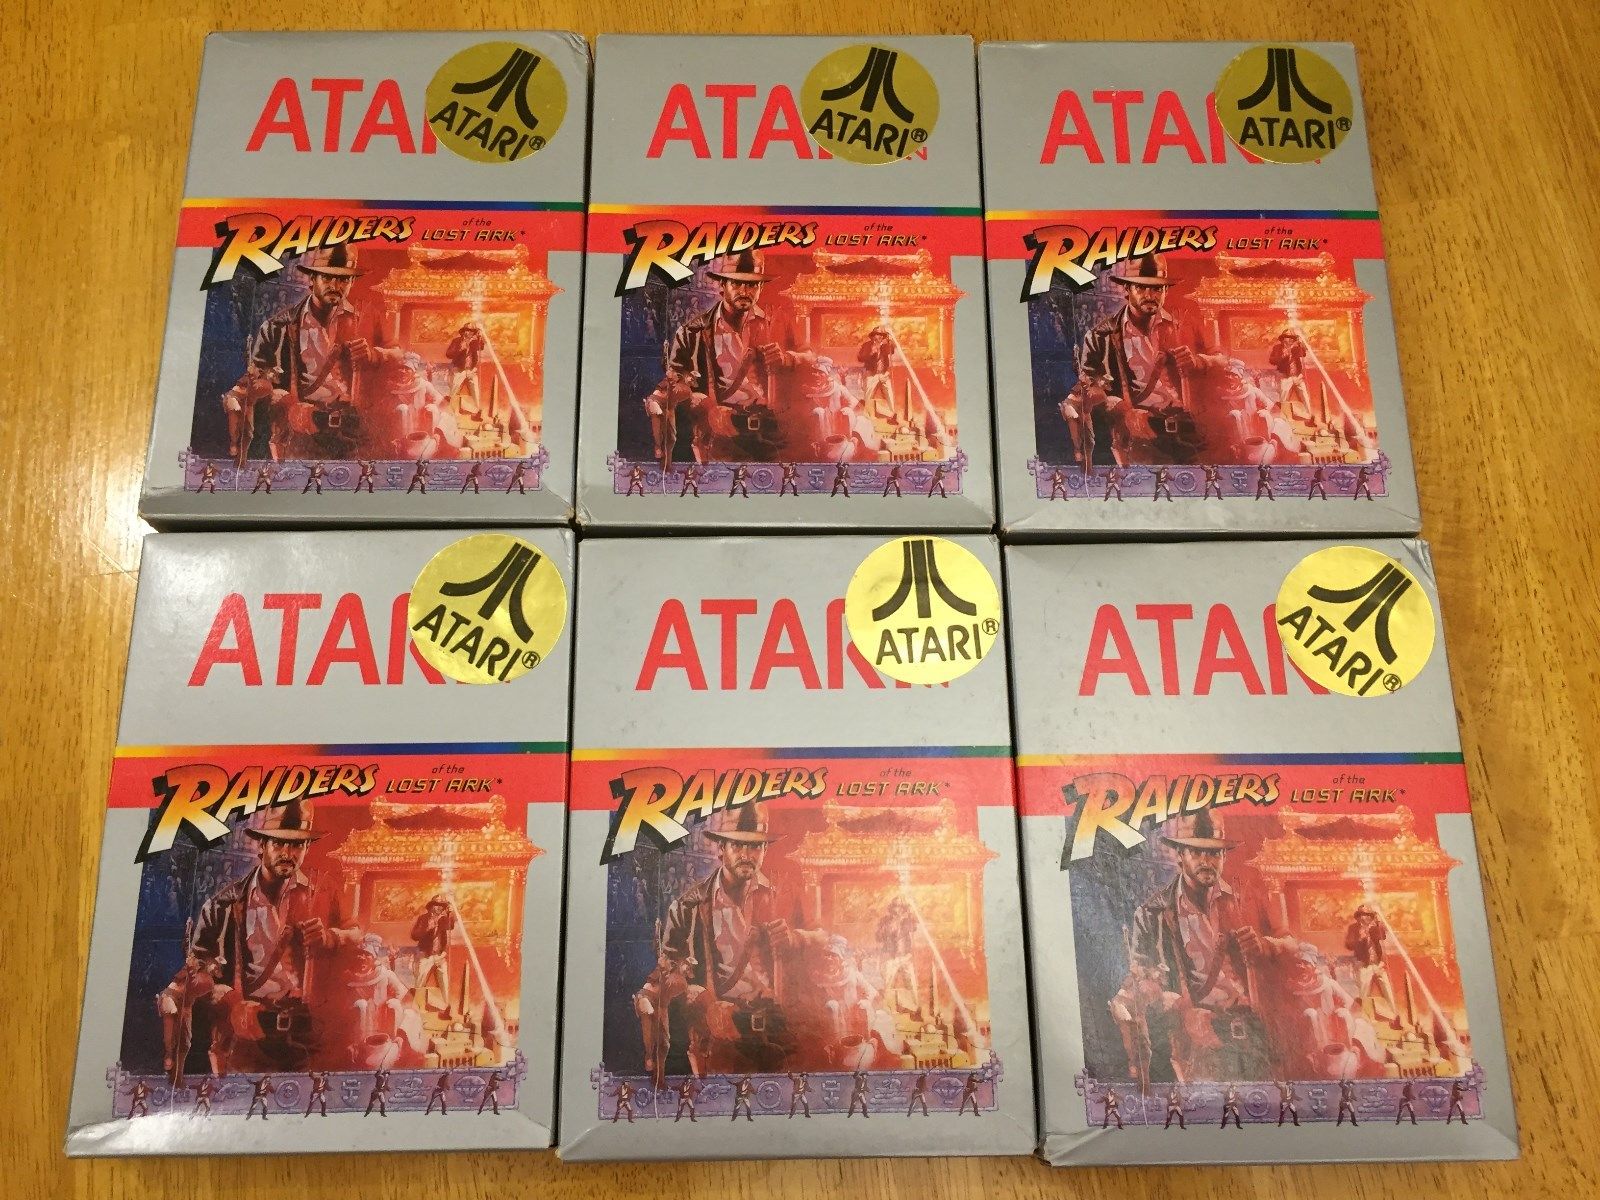 ATARI
ATARI®
RAIDERS of the LOST ARK*
ATARI
ATARI®
RAIDERS of the LOST ARK*
ATARI
ATARI®
RAIDERS of the LOST ARK*
ATARI
ATARI®
RAIDERS of the LOST ARK*
ATARI
ATARI®
RAIDERS of the LOST ARK*
ATARI
ATARI®
RAIDERS of the LOST ARK*